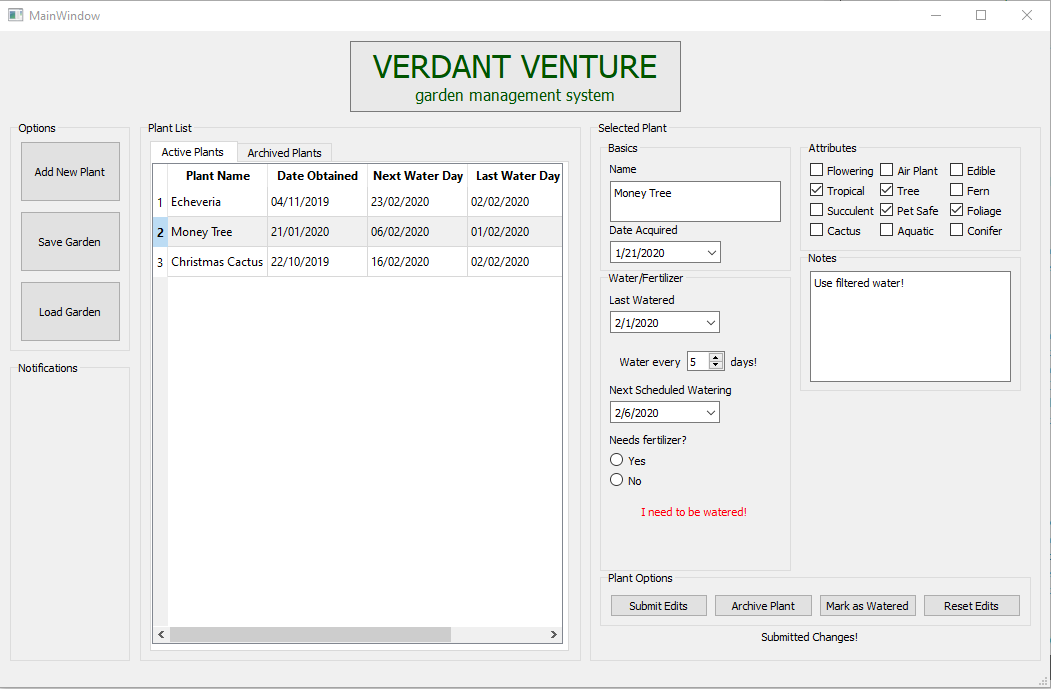 MainWindow
VERDANT VENTURE
garden management system
Options
Add New Plant
Save Garden
Load Garden
Notifications
Plant List
Active Plants Archived Plants
Plant Name Date Obtained Next Water Day Last Water Day
1 Echeveria 04/11/2019 23/02/2020 02/02/2020
2 Money Tree 21/01/2020 06/02/2020 01/02/2020
3 Christmas Cactus 22/10/2019 16/02/2020 02/02/2020
Selected Plant
Basics
Name
Money Tree
Date Acquired
1/21/2020
Water/Fertilizer
Last Watered
2/1/2020
Water every 5 days!
Next Scheduled Watering
2/6/2020
Needs fertilizer?
Yes
No
I need to be watered!
Attributes
Flowering Air Plant Edible
Tropical Tree Fern
Succulent Pet Safe Foliage
Cactus Aquatic Conifer
Notes
Use filtered water!
Plant Options
Submit Edits Archive Plant Mark as Watered Reset Edits
Submitted Changes!